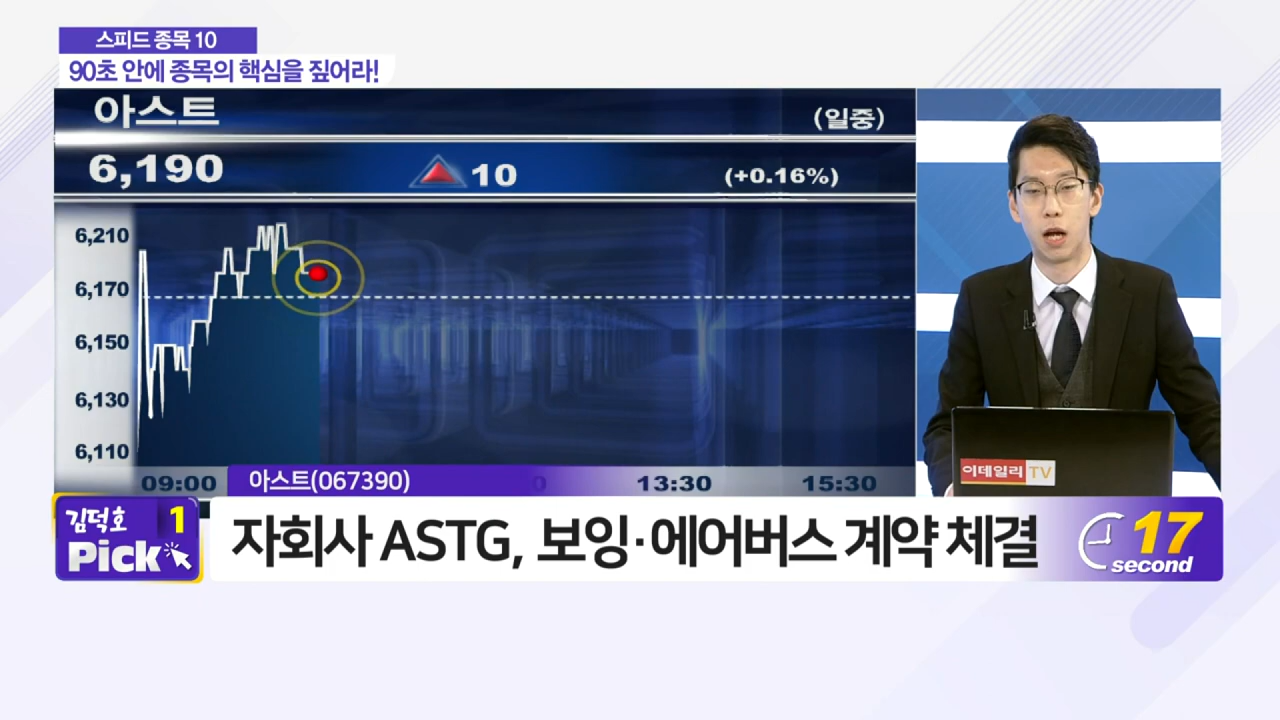 스피드 종목 10
90초 안에 종목의 핵심을 짚어라!
아스트
(일중)
6,190
10
(+0.16%)
6,210
6,170
6,150
6,130
6,110
09:00
13:30
15:30
아스트(067390)
김덕호 1
Pick
자회사 ASTG, 보잉·에어버스 계약 체결
17
second
이데일리 TV